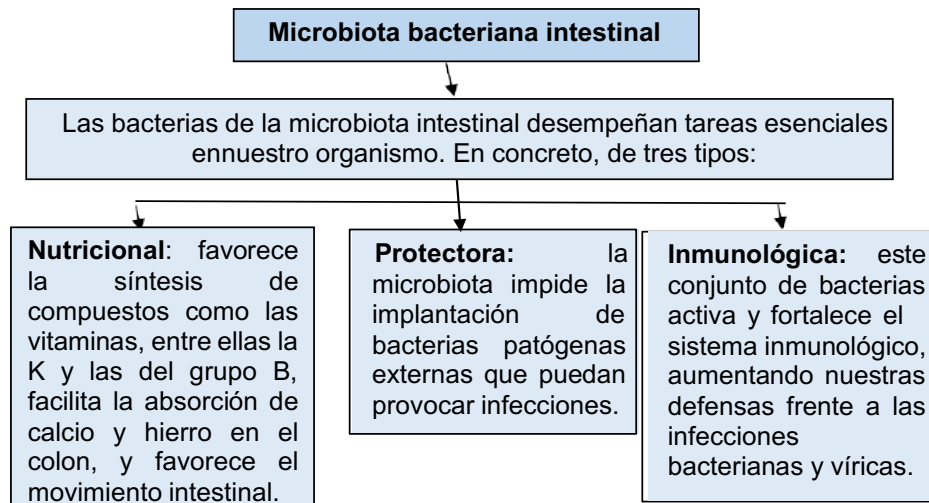 Microbiota bacteriana intestinal
Las bacterias de la microbiota intestinal desempeñan tareas esenciales
ennuestro organismo. En concreto, de tres tipos:
Nutricional: favorece
la síntesis de
compuestos como las
vitaminas, entre ellas la
K y las del grupo B,
facilita la absorción de
calcio y hierro en el
colon, y favorece el
movimiento intestinal.
Protectora: la
microbiota impide la
implantación de
bacterias patógenas
externas que puedan
provocar infecciones.
Inmunológica: este
conjunto de bacterias
activa y fortalece el
sistema inmunológico,
aumentando nuestras
defensas frente a las
infecciones
bacterianas y víricas.